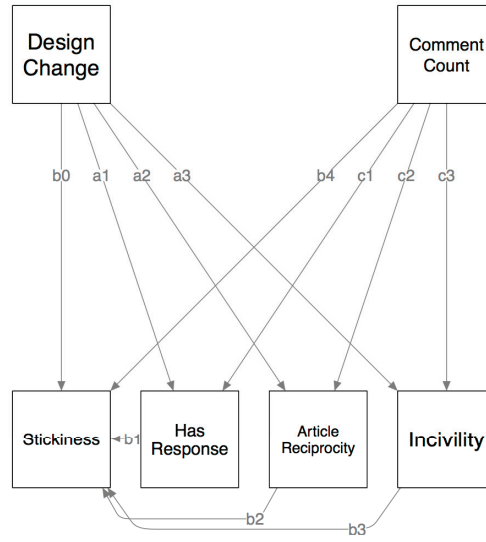 Design
Change
Comment
Count
b0
a1
a2
a3
b4
c1
c2
c3
Stickiness
b1
Has
Response
Article
Reciprocity
Incivility
b2
b3